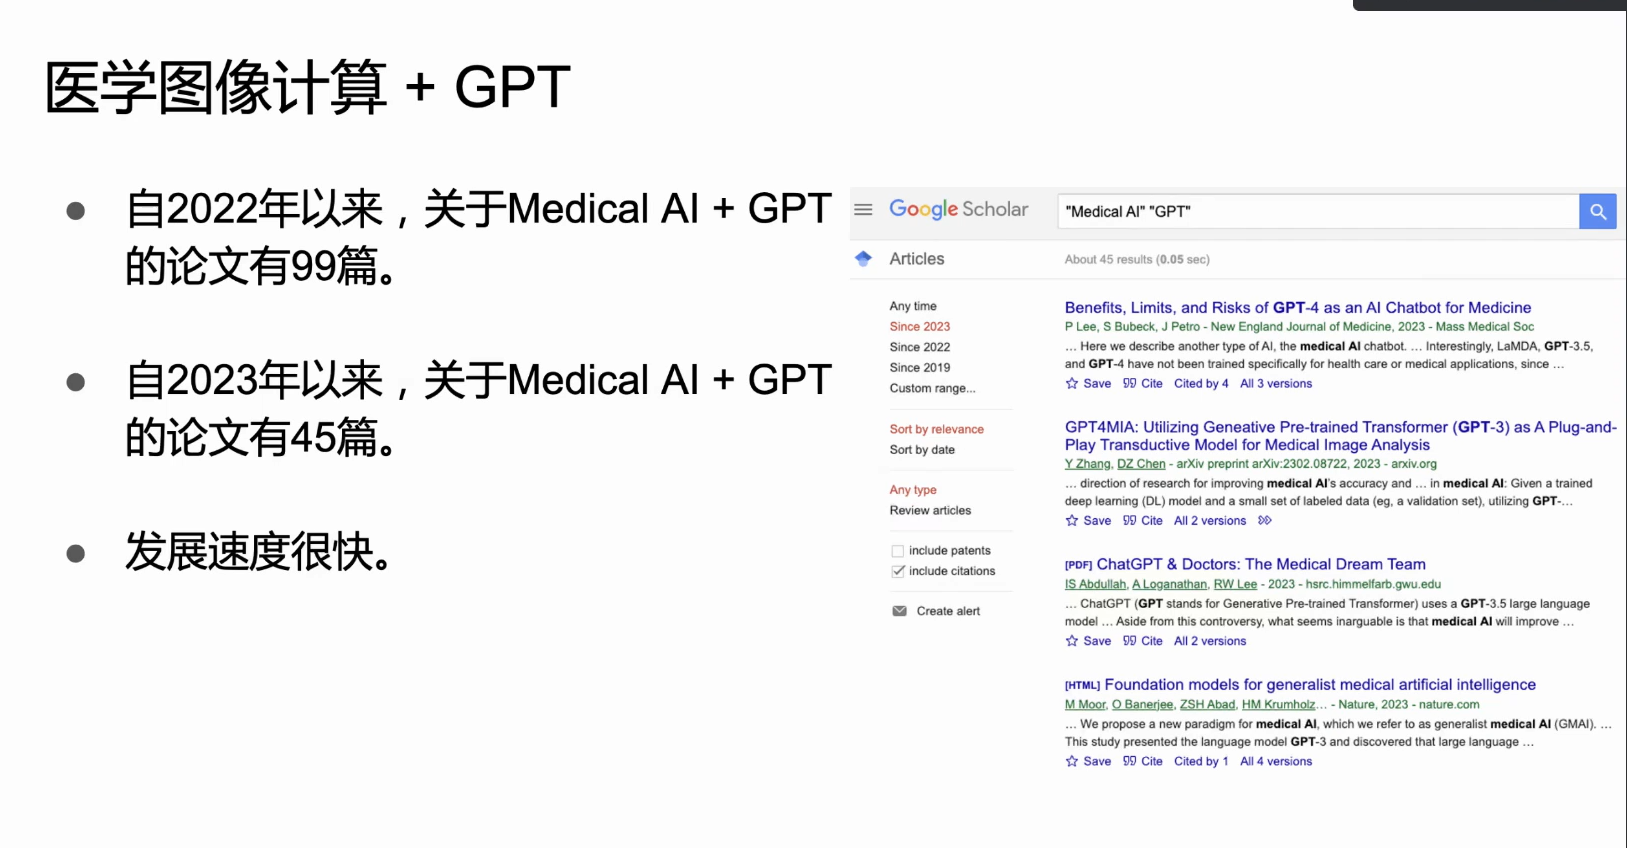 医学图像计算 + GPT
自2022年以来，关于Medical AI + GPT
的论文有99篇。
自2023年以来，关于Medical AI + GPT
的论文有45篇。
发展速度很快。
Google Scholar
"Medical AI" "GPT"
Articles
About 45 results (0.05 sec)
Any time
Since 2023
Since 2022
Since 2019
Custom range...
Sort by relevance
Sort by date
Any type
Review articles
include patents
include citations
Create alert
Benefits, Limits, and Risks of GPT-4 as an AI Chatbot for Medicine
P Lee, S Bubeck, J Petro - New England Journal of Medicine, 2023 - Mass Medical Soc
… Here we describe another type of AI, the medical AI chatbot. … Interestingly, LaMDA, GPT-3.5,
and GPT-4 have not been trained specifically for health care or medical applications, since …
Save Cite Cited by 4 All 3 versions
GPT4MIA: Utilizing Geneative Pre-trained Transformer (GPT-3) as A Plug-and-
Play Transductive Model for Medical Image Analysis
Y Zhang, DZ Chen - arXiv preprint arXiv:2302.08722, 2023 - arxiv.org
… direction of research for improving medical AI's accuracy and … in medical AI: Given a trained
deep learning (DL) model and a small set of labeled data (eg, a validation set), utilizing GPT-…
Save Cite All 2 versions
[PDF] ChatGPT & Doctors: The Medical Dream Team
IS Abdullah, A Loganathan, RW Lee - 2023 - hsrc.himmelfarb.gwu.edu
… ChatGPT (GPT stands for Generative Pre-trained Transformer) uses a GPT-3.5 large language
model … Aside from this controversy, what seems inarguable is that medical AI will improve …
Save Cite All 2 versions
[HTML] Foundation models for generalist medical artificial intelligence
M Moor, O Banerjee, ZSH Abad, HM Krumholz… - Nature, 2023 - nature.com
… We propose a new paradigm for medical AI, which we refer to as generalist medical AI (GMAI). …
This study presented the language model GPT-3 and discovered that large language …
Save Cite Cited by 1 All 4 versions